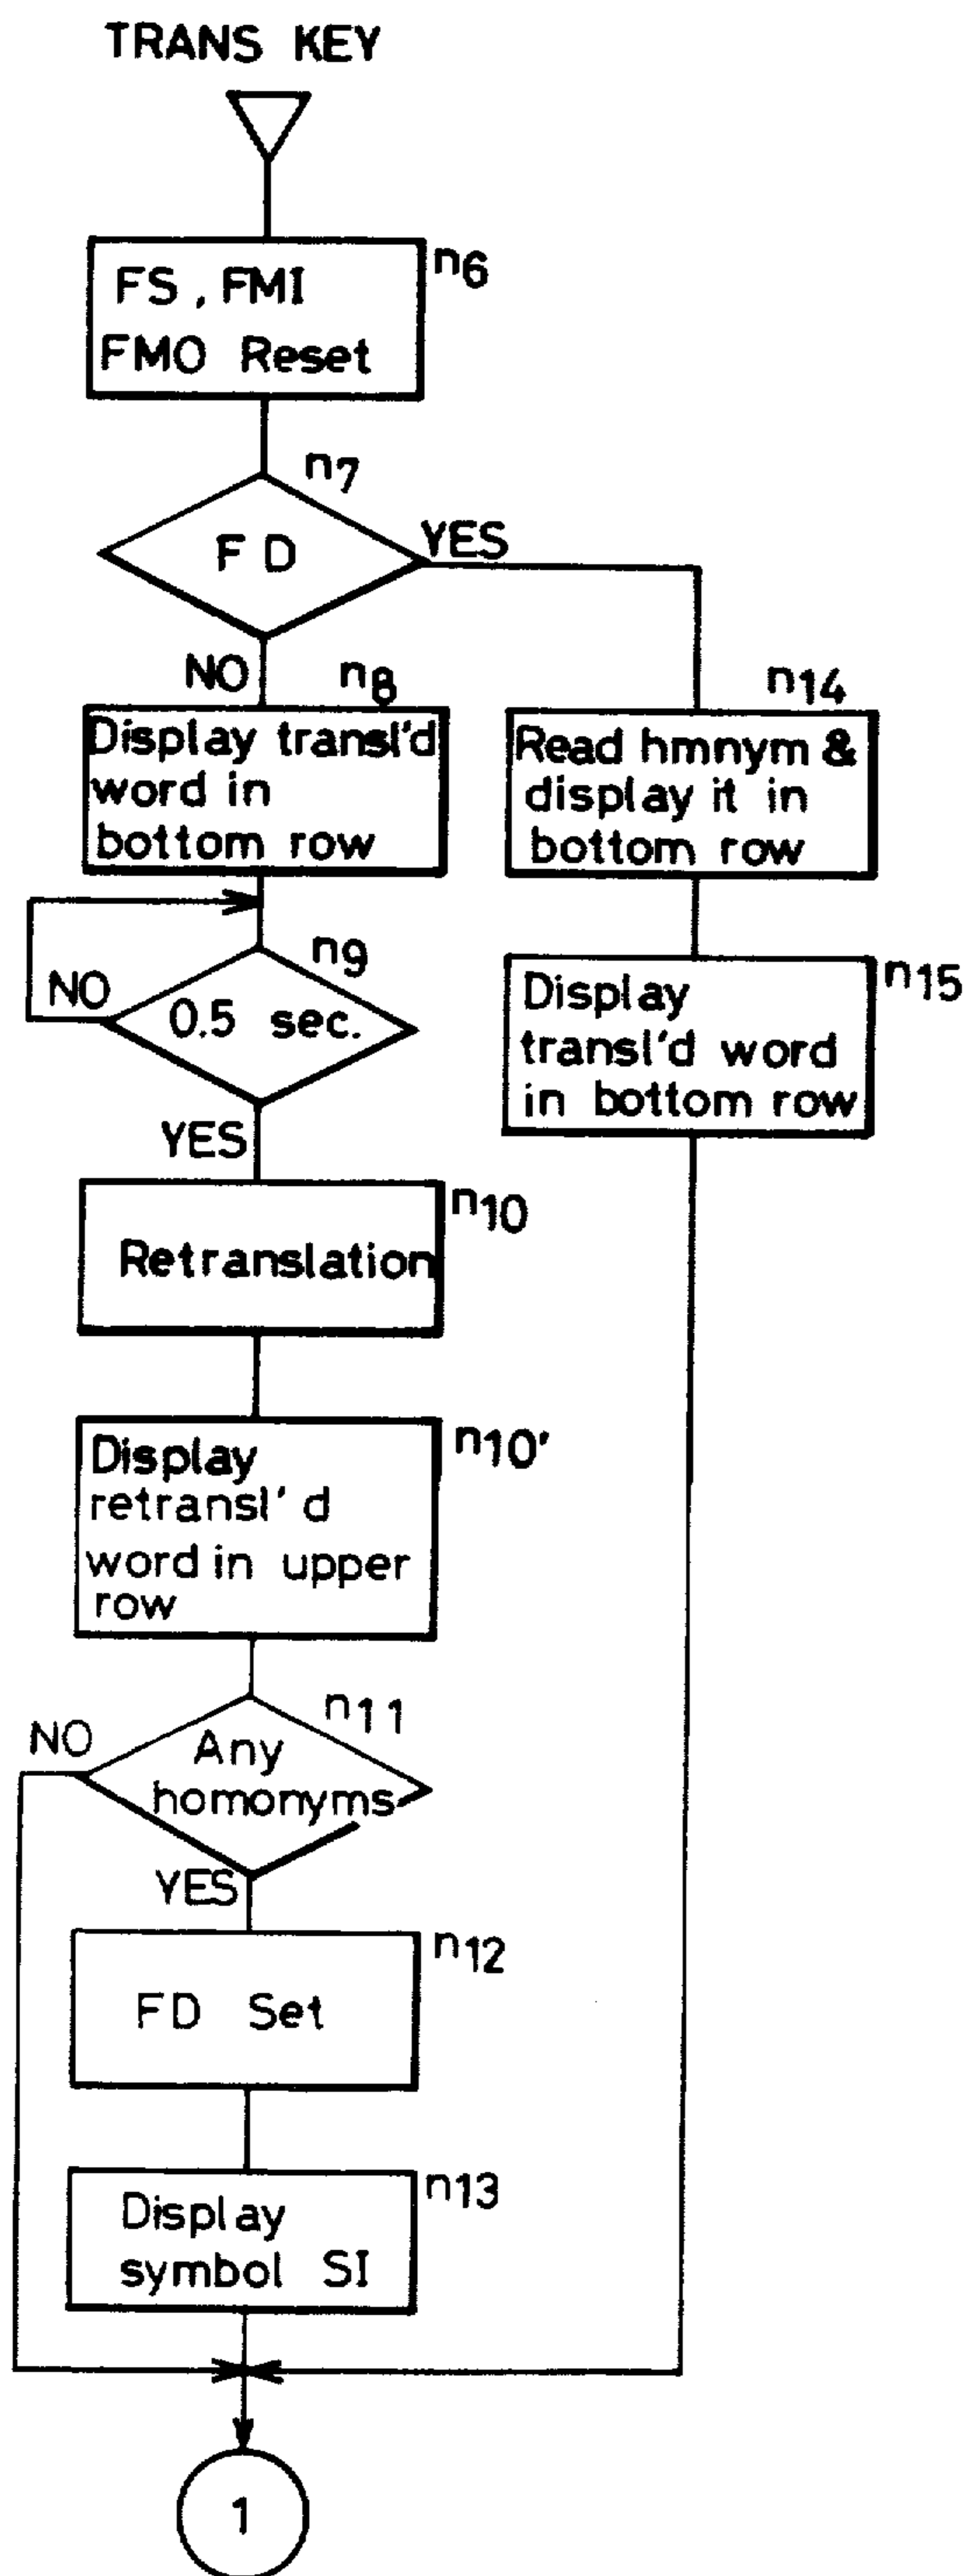 TRANS KEY
n6
FS, FMI
FMO Reset
n7
FD
YES
NO
n8
Display transl'd
word in
bottom row
n14
Read hmnym &
display it in
bottom row
n9
NO
0.5 sec.
YES
n15
Display
transl'd word
in bottom row
n10
Retranslation
n10'
Display
retransl'd
word in upper
row
n11
NO
Any
homonyms
YES
n12
FD Set
n13
Display
symbol SI
1